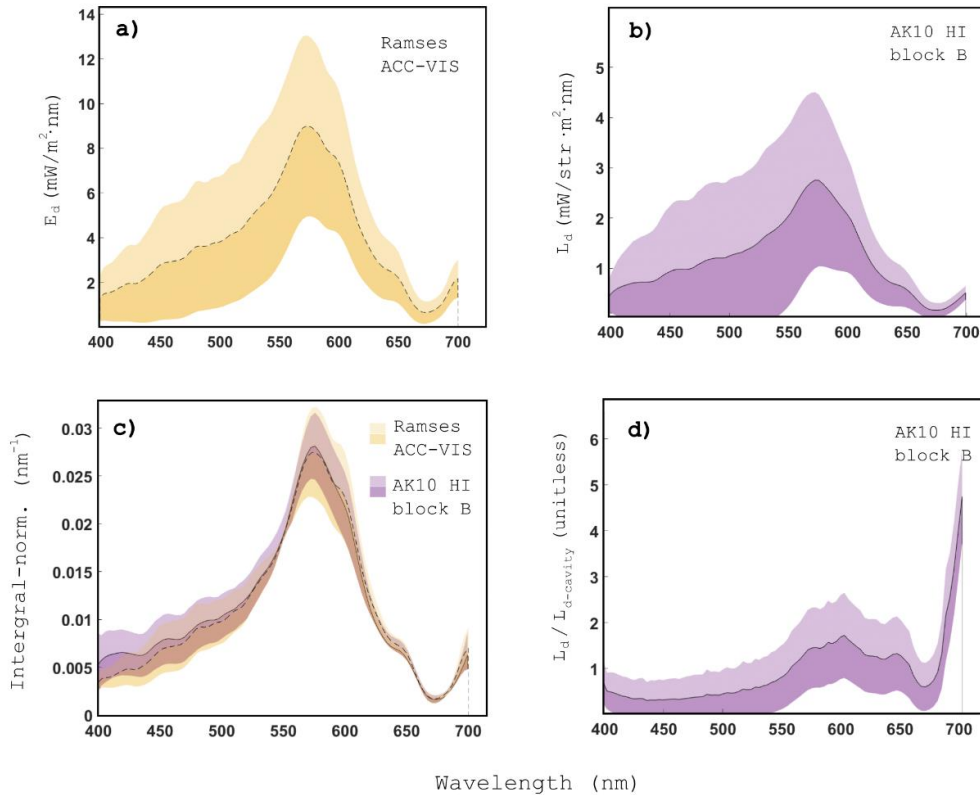 a)
Ramses
ACC-VIS
E_d (mW/m²·nm)
14
12
10
8
6
4
2
400 450 500 550 600 650 700
b)
AK10 HI
block B
L_d (mW/str·m²·nm)
5
4
3
2
1
400 450 500 550 600 650 700
c)
Ramses
ACC-VIS
AK10 HI
block B
Intergral-norm. (nm⁻¹)
0.03
0.025
0.02
0.015
0.01
0.005
0
400 450 500 550 600 650 700
d)
AK10 HI
block B
L_d/L_d-cavity (unitless)
6
5
4
3
2
1
400 450 500 550 600 650 700
Wavelength (nm)